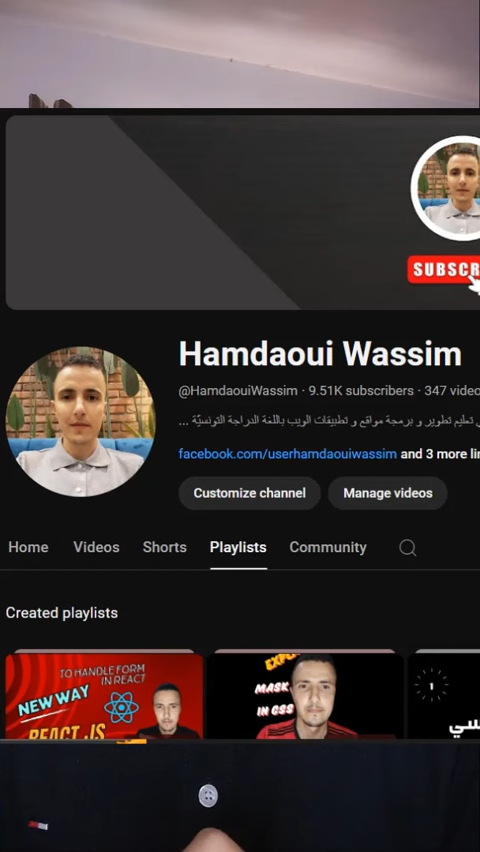 SUBSCR
Hamdaoui Wassim
@HamdaouiWassim · 9.51K subscribers · 347 video
تعليم تطوير و برمجة مواقع و تطبيقات الويب باللغة الدراجة التونسيّة ...
facebook.com/userhamdaouiwassim and 3 more lin
Customize channel
Manage videos
Home
Videos
Shorts
Playlists
Community
Created playlists
TO HANDLE FORM
IN REACT
NEW WAY
REACT JS
MASK
IN CSS
1